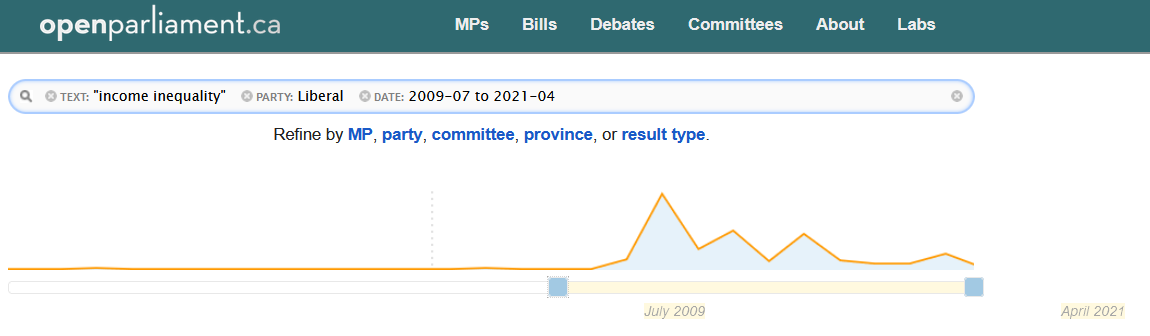 openparliament.ca MPs Bills Debates Committees About Labs
TEXT: "income inequality" PARTY: Liberal DATE: 2009-07 to 2021-04
Refine by MP, party, committee, province, or result type.
July 2009 April 2021